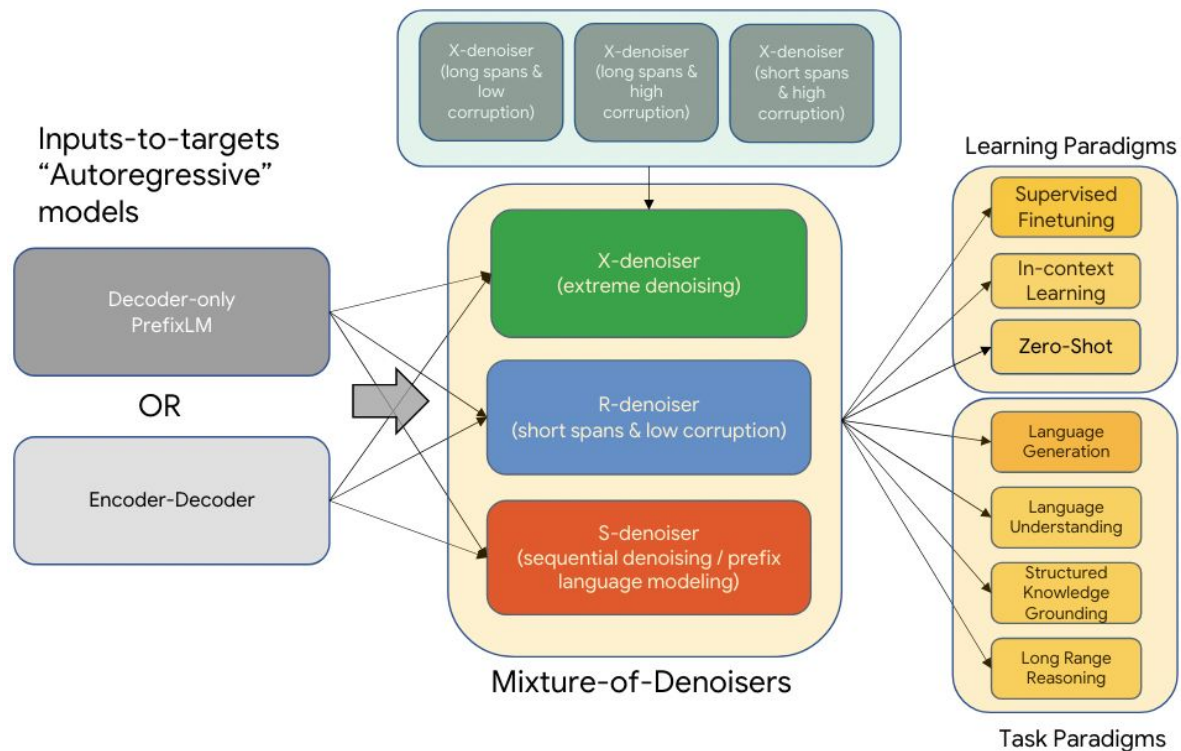 X-denoiser
(long spans &
low
corruption)
X-denoiser
(long spans &
high
corruption)
X-denoiser
(short spans
& high
corruption)
Inputs-to-targets
“Autoregressive”
models
Decoder-only
PrefixLM
OR
Encoder-Decoder
X-denoiser
(extreme denoising)
R-denoiser
(short spans & low corruption)
S-denoiser
(sequential denoising / prefix
language modeling)
Mixture-of-Denoisers
Learning Paradigms
Supervised
Finetuning
In-context
Learning
Zero-Shot
Language
Generation
Language
Understanding
Structured
Knowledge
Grounding
Long Range
Reasoning
Task Paradigms